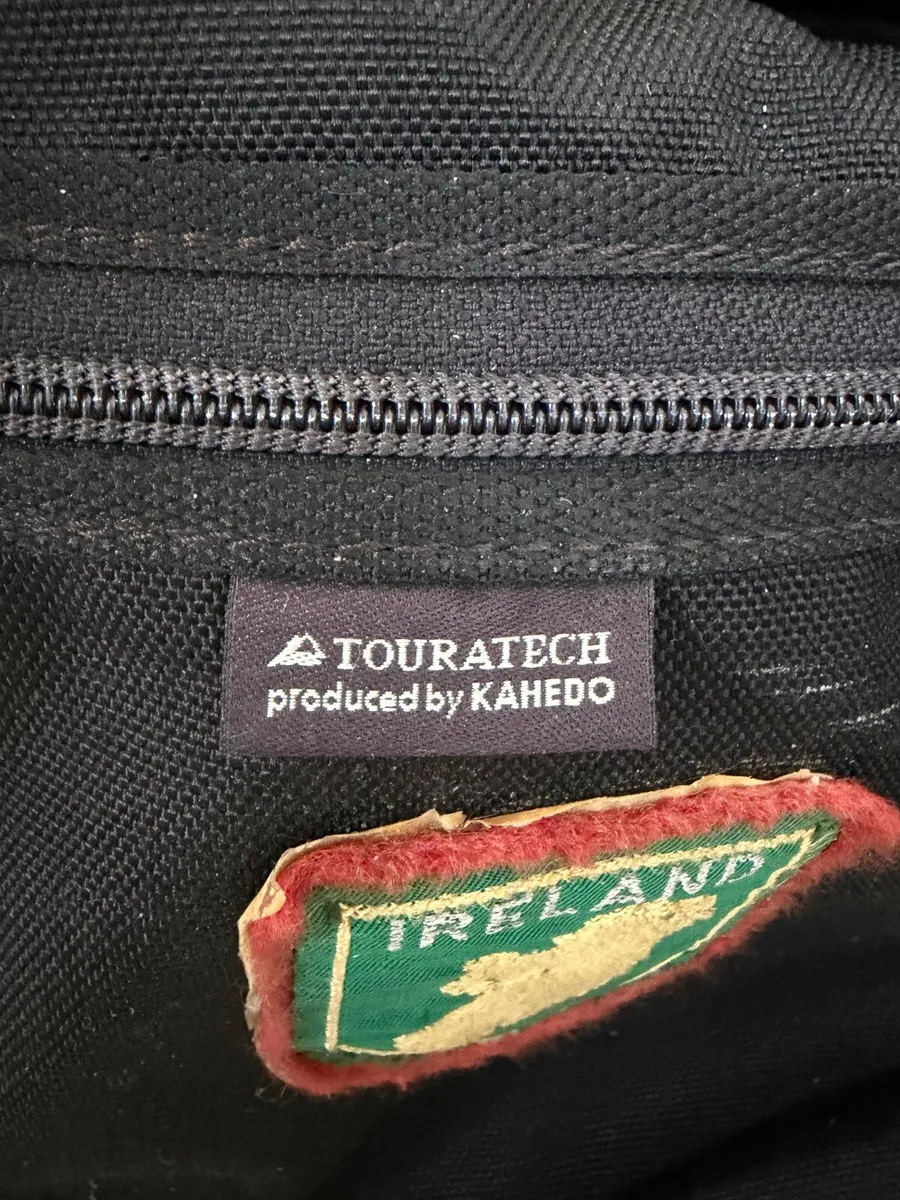 TOURATECH
produced by KAHEDO
IRELAND